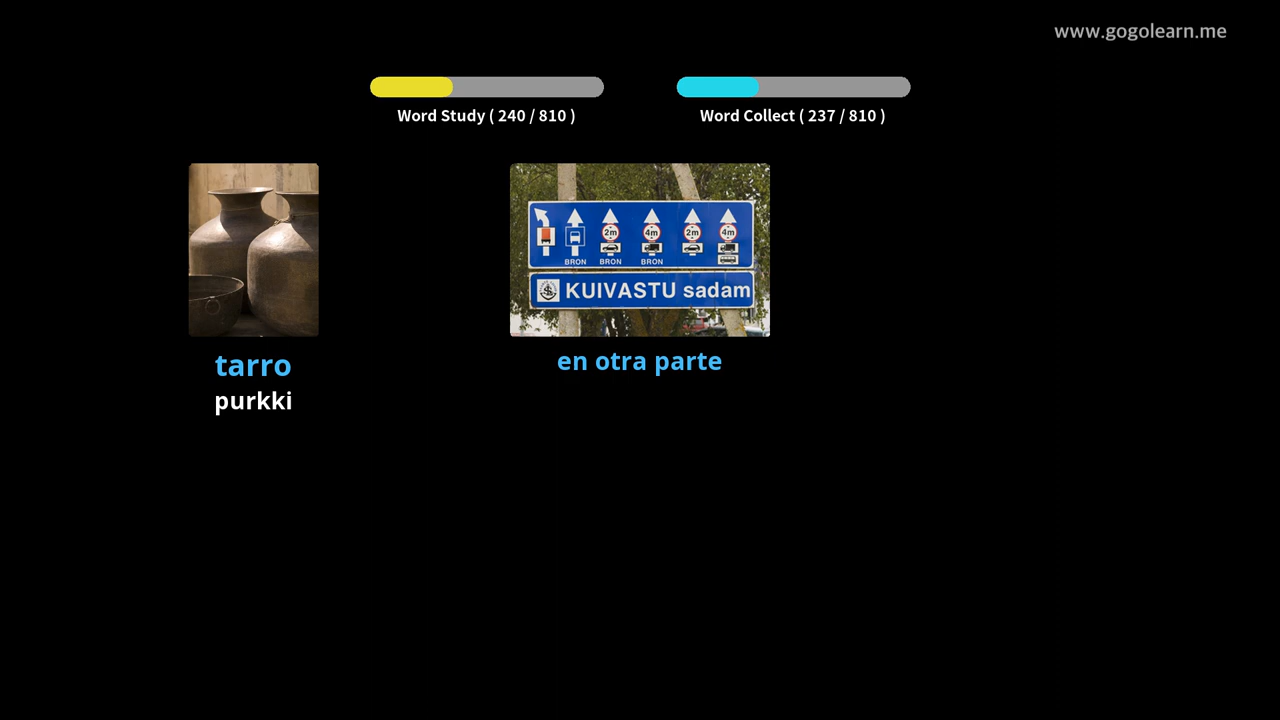 www.gogolearn.me
Word Study ( 240 / 810 )
Word Collect ( 237 / 810 )
2m
4m
2m
4m
BRON
BRON
BRON
KUIVASTU sadam
tarro
purkki
en otra parte